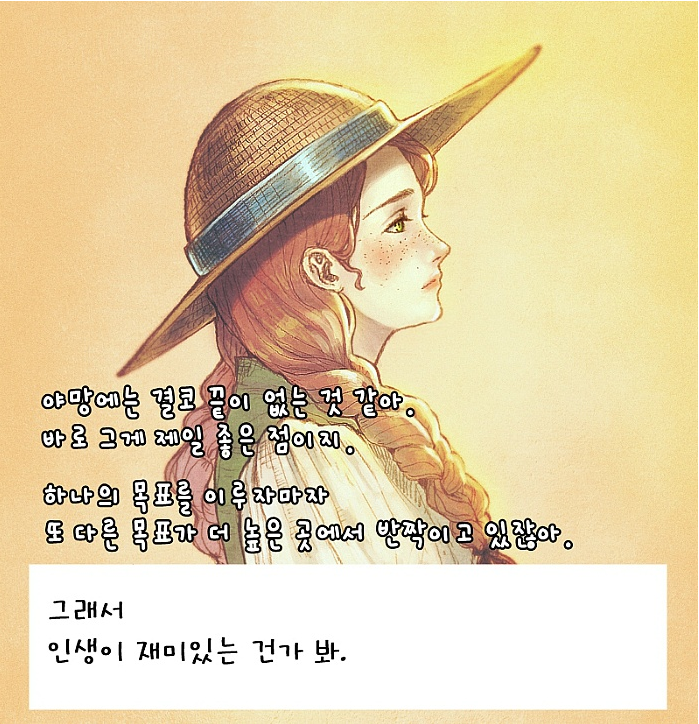 야망에는 결코 끝이 없는 것 같아.
바로 그게 제일 좋은 점이지.
하나의 목표를 이루자마자
또 다른 목표가 더 높은 곳에서 반짝이고 있잖아.
그래서
인생이 재미있는 건가 봐.